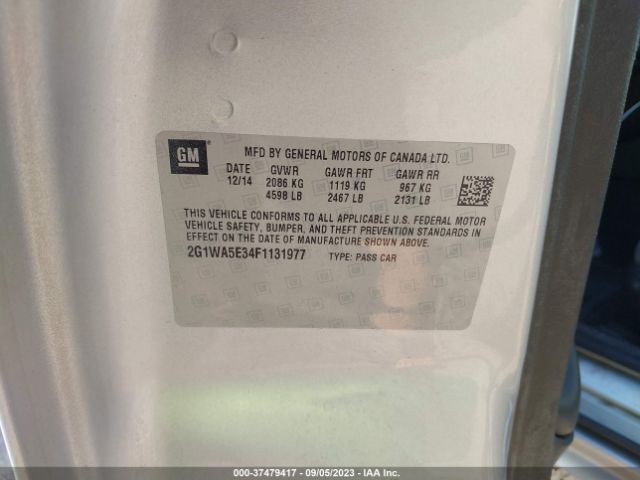 GM
MFD BY GENERAL MOTORS OF CANADA LTD.
DATE GVWR GAWR FRT GAWR RR
12/14 2086 KG 1119 KG 967 KG
4598 LB 2467 LB 2131 LB
THIS VEHICLE CONFORMS TO ALL APPLICABLE U.S. FEDERAL MOTOR
VEHICLE SAFETY, BUMPER, AND THEFT PREVENTION STANDARDS IN
EFFECT ON THE DATE OF MANUFACTURE SHOWN ABOVE.
2G1WA5E34F1131977 TYPE: PASS CAR
000-37479417 - 09/05/2023 - IAA Inc.